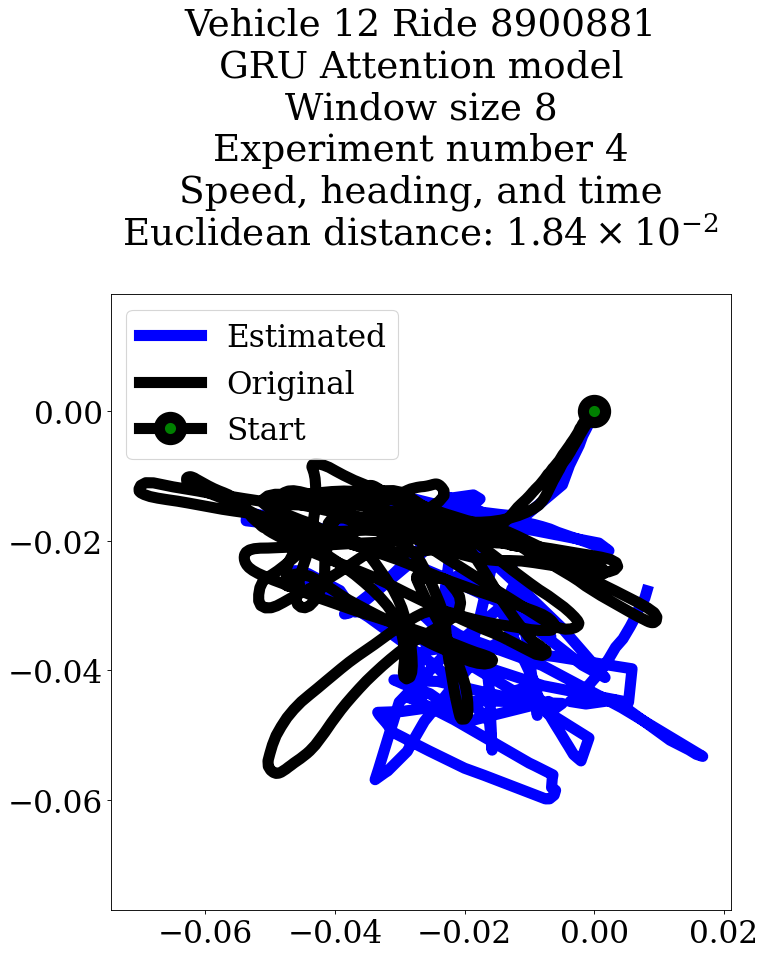 Vehicle 12 Ride 8900881
GRU Attention model
Window size 8
Experiment number 4
Speed, heading, and time
Euclidean distance: 1.84 × 10⁻²
Estimated
Original
Start
0.00
−0.02
−0.04
−0.06
−0.06 −0.04 −0.02 0.00 0.02